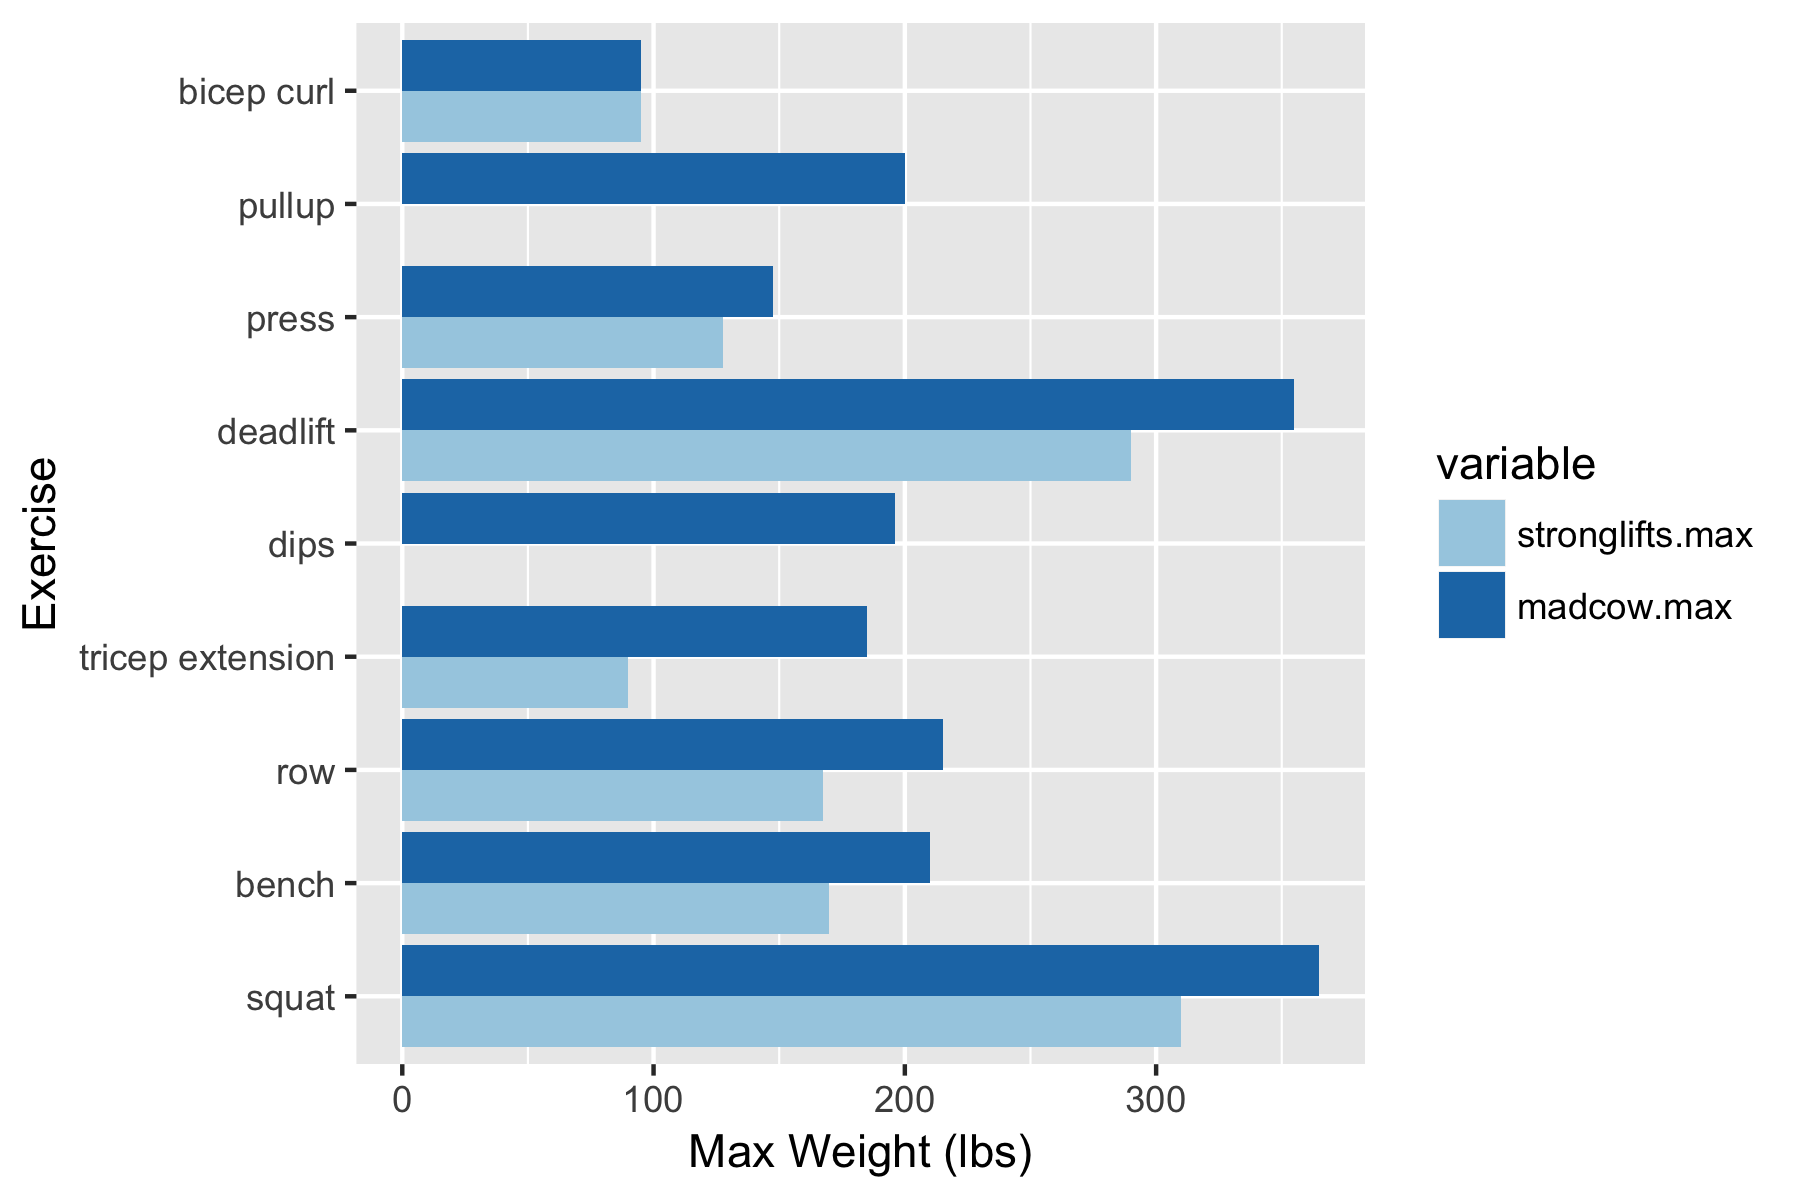 bicep curl
pullup
press
deadlift
dips
tricep extension
row
bench
squat
Exercise
0 100 200 300
Max Weight (lbs)
variable
stronglifts.max
madcow.max